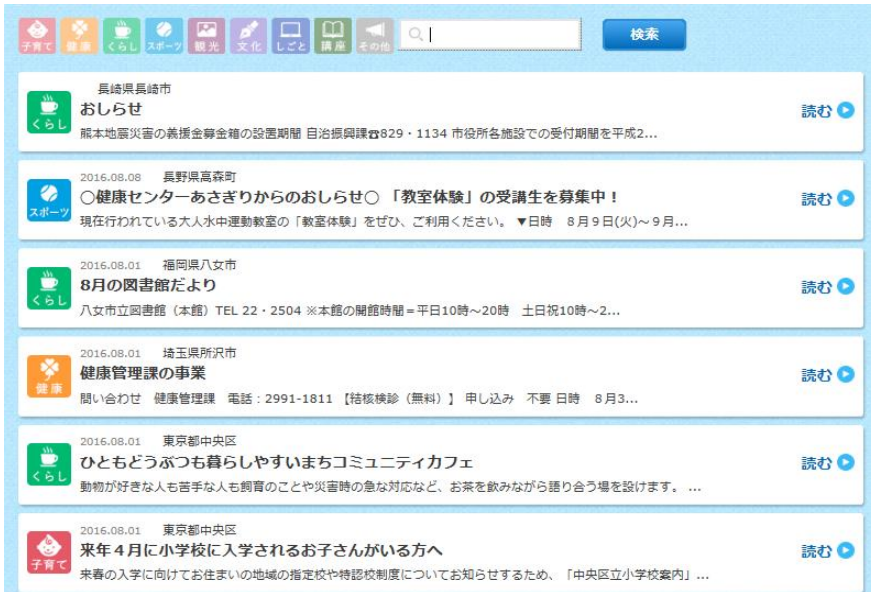 子育て 健康 くらし スポーツ 観光 文化 しごと 講座 その他 検索
長崎県長崎市
くらし
おしらせ
読む
熊本地震災害の義援金募金箱の設置期間 自治振興課☎829・1134 市役所各施設での受付期間を平成2...
2016.08.08 長野県高森町
スポーツ
○健康センターあさぎりからのおしらせ○ 「教室体験」の受講生を募集中！
読む
現在行われている大人水中運動教室の「教室体験」をぜひ、ご利用ください。 ▼日時 8月9日(火)～9月...
2016.08.01 福岡県八女市
くらし
8月の図書館だより
読む
八女市立図書館（本館）TEL 22・2504 ※本館の開館時間＝平日10時～20時 土日祝10時～2...
2016.08.01 埼玉県所沢市
健康
健康管理課の事業
読む
問い合わせ 健康管理課 電話：2991-1811 【結核検診（無料）】 申し込み 不要 日時 8月3...
2016.08.01 東京都中央区
くらし
ひともどうぶつも暮らしやすいまちコミュニティカフェ
読む
動物が好きな人も苦手な人も飼育のことや災害時の急な対応など、お茶を飲みながら語り合う場を設けます。 ...
2016.08.01 東京都中央区
子育て
来年４月に小学校に入学されるお子さんがいる方へ
読む
来春の入学に向けてお住まいの地域の指定校や特認校制度についてお知らせするため、「中央区立小学校案内」...